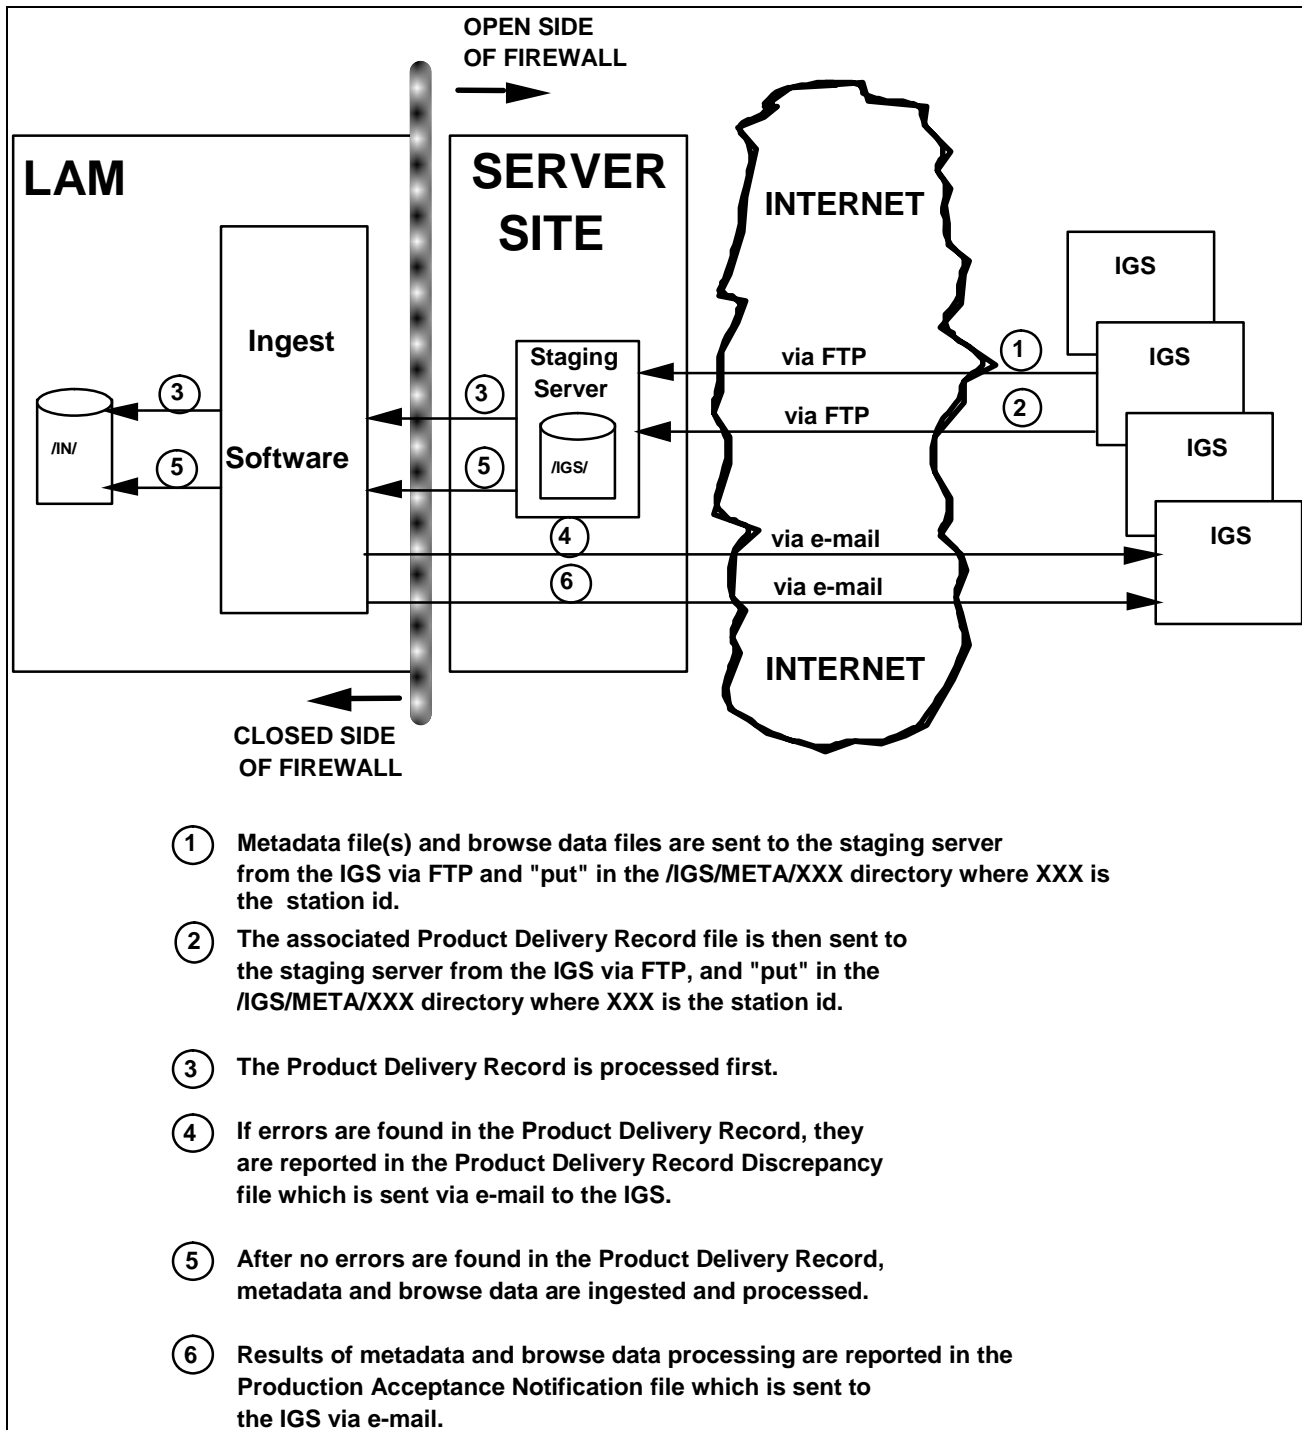 OPEN SIDE
OF FIREWALL
LAM
SERVER
SITE
INTERNET
IGS
IGS
IGS
IGS
Ingest
Software
Staging
Server
/IN/
/IGS/
3
5
3
5
via FTP
1
via FTP
2
4
via e-mail
6
via e-mail
INTERNET
CLOSED SIDE
OF FIREWALL
1 Metadata file(s) and browse data files are sent to the staging server
from the IGS via FTP and "put" in the /IGS/META/XXX directory where XXX is
the station id.
2 The associated Product Delivery Record file is then sent to
the staging server from the IGS via FTP, and "put" in the
/IGS/META/XXX directory where XXX is the station id.
3 The Product Delivery Record is processed first.
4 If errors are found in the Product Delivery Record, they
are reported in the Product Delivery Record Discrepancy
file which is sent via e-mail to the IGS.
5 After no errors are found in the Product Delivery Record,
metadata and browse data are ingested and processed.
6 Results of metadata and browse data processing are reported in the
Production Acceptance Notification file which is sent to
the IGS via e-mail.